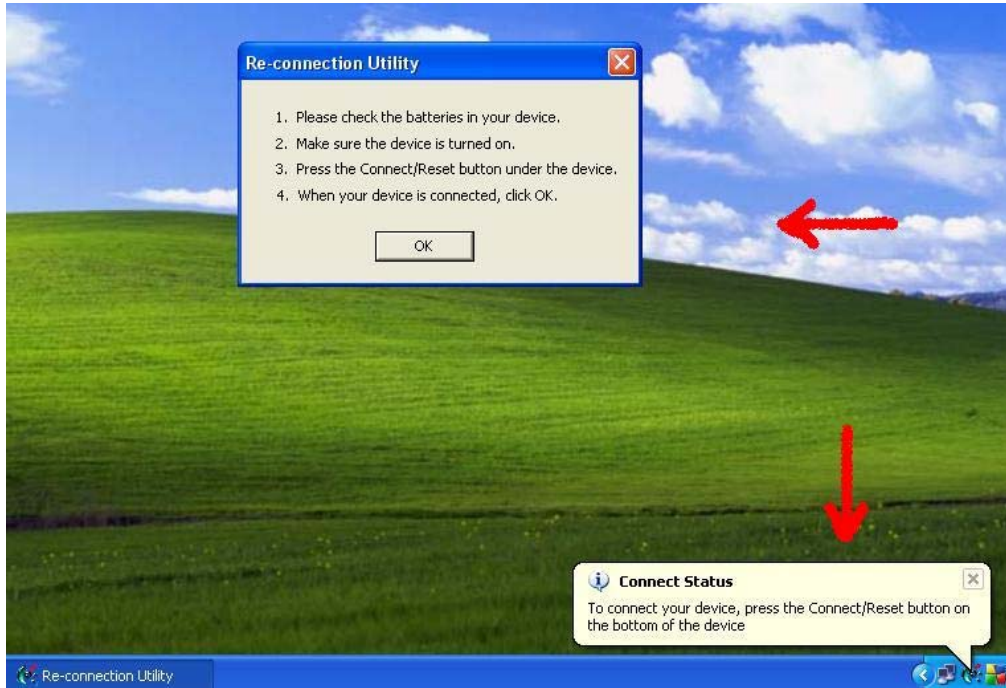 Re-connection Utility
1. Please check the batteries in your device.
2. Make sure the device is turned on.
3. Press the Connect/Reset button under the device.
4. When your device is connected, click OK.
OK
Connect Status
To connect your device, press the Connect/Reset button on
the bottom of the device
Re-connection Utility